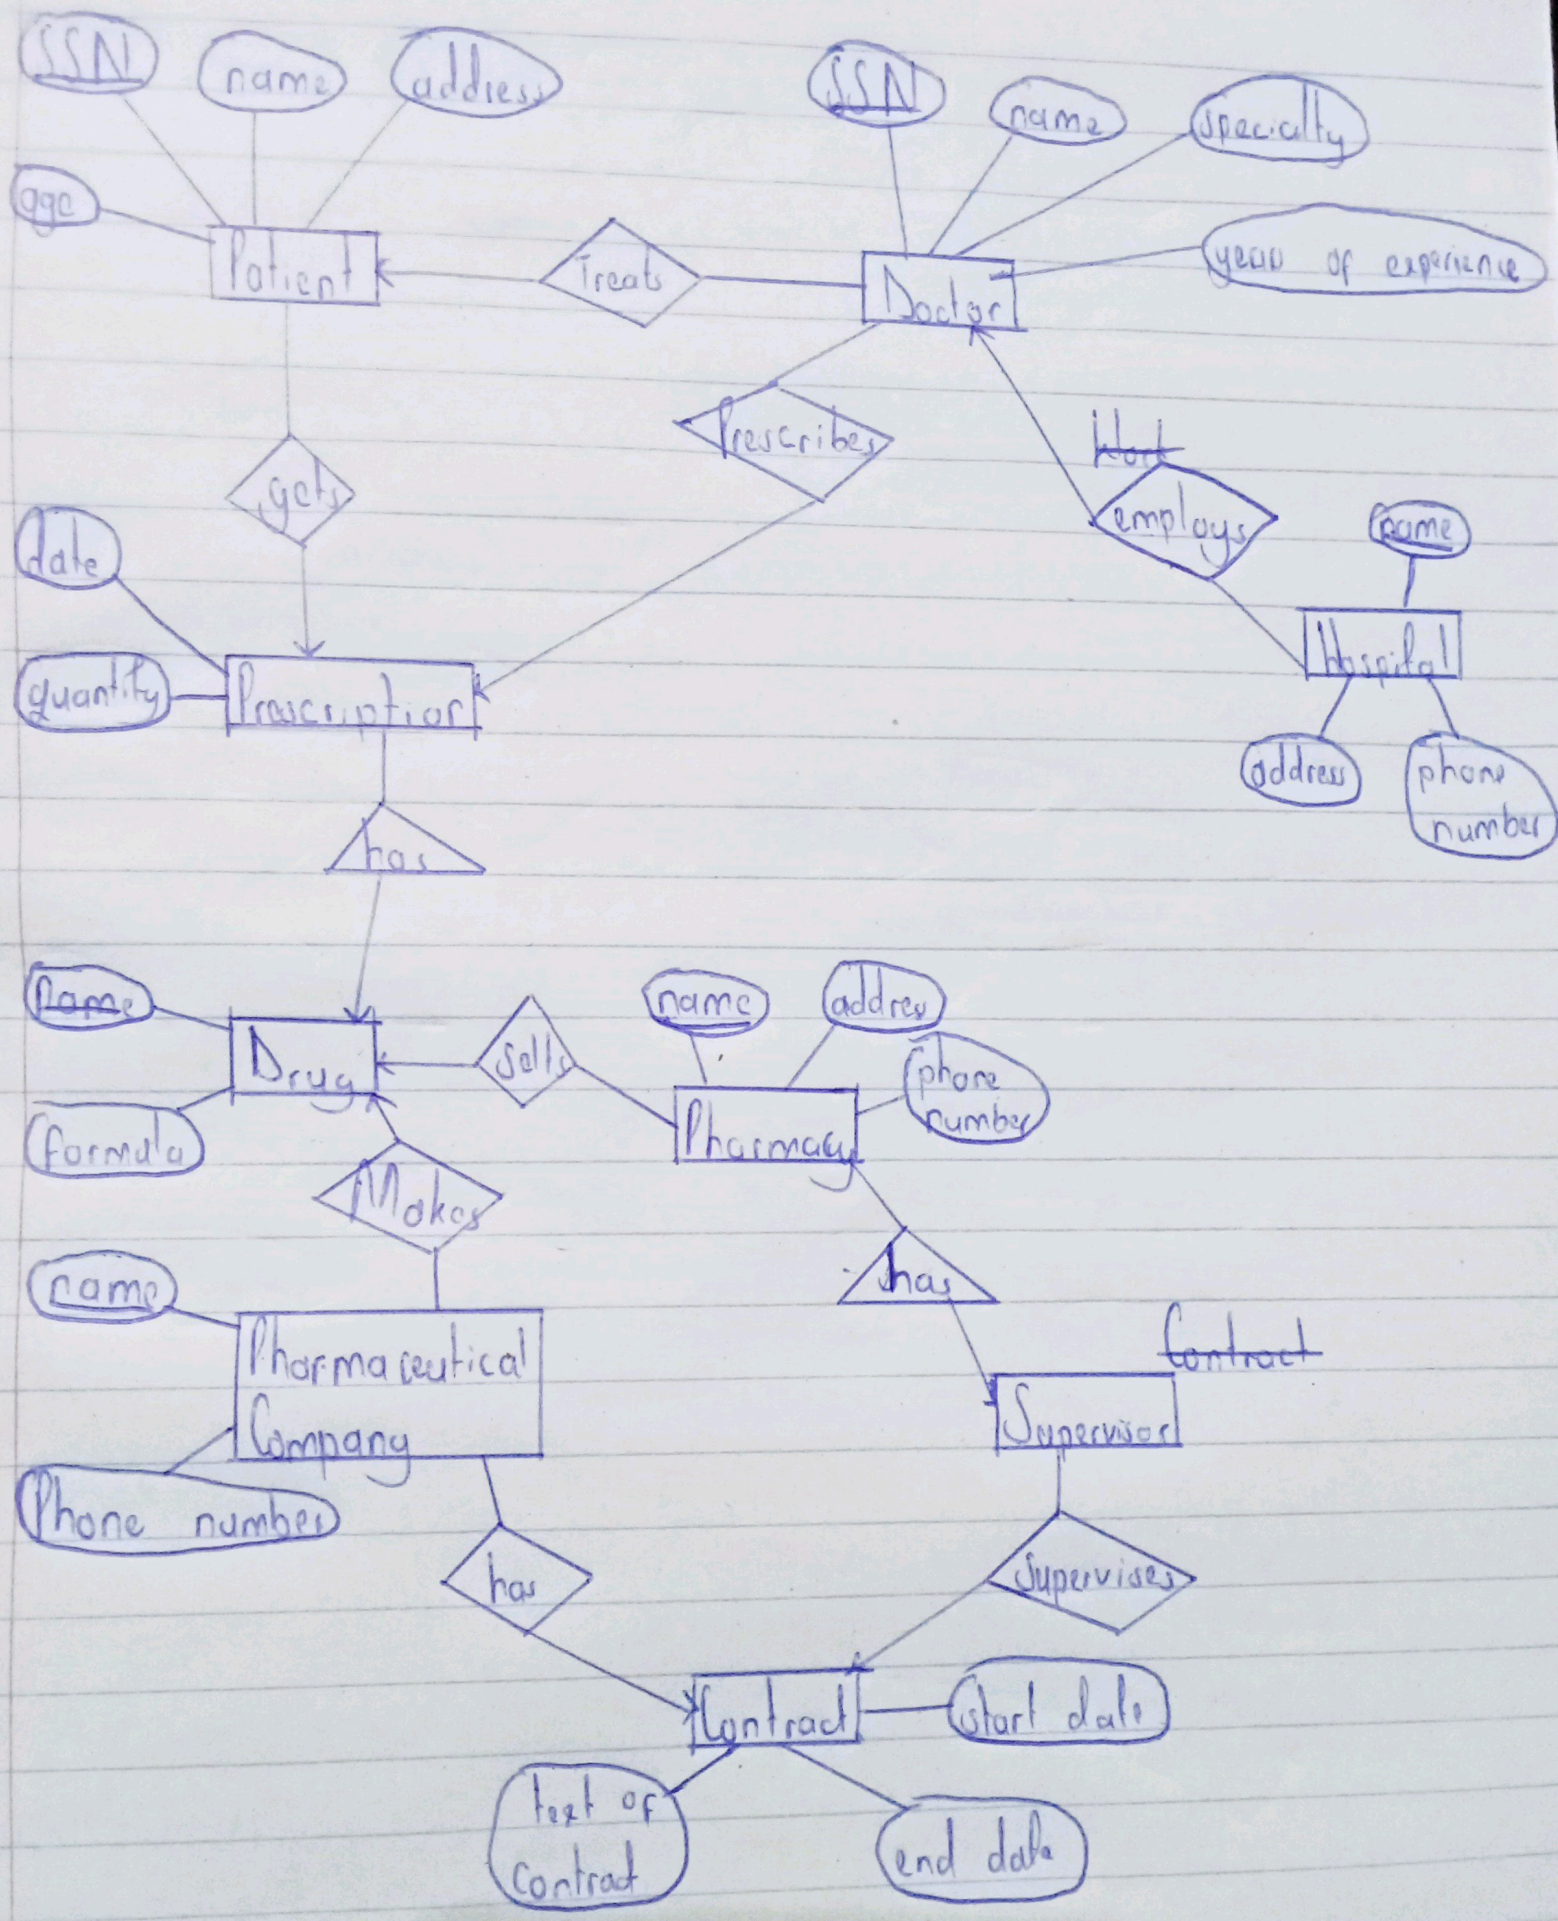 SSN
name
address
SSN
name
specialty
age
Patient
Treats
Doctor
year of experience
Prescribes
Work
employs
gets
name
date
Hospital
quantity
Prescription
address
phone
number
has
name
name
addres
Drug
sells
phone
number
formula
Pharmacy
Makes
name
has
Pharmaceutical
Company
Contract
Supervisor
Phone number
has
supervises
Contract
start date
text of
contract
end date